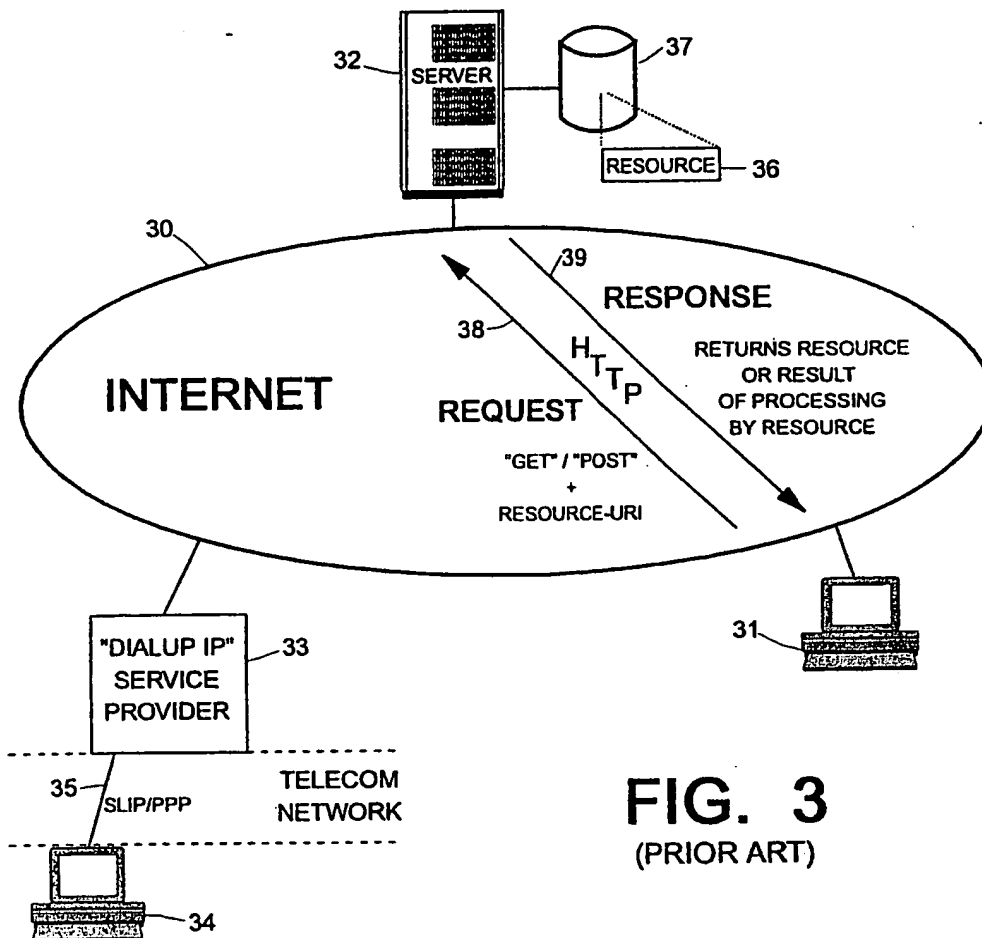 32
SERVER
37
RESOURCE
36
30
39
RESPONSE
38
HTTP
RETURNS RESOURCE
OR RESULT
OF PROCESSING
BY RESOURCE
INTERNET
REQUEST
"GET" / "POST"
+
RESOURCE-URI
31
"DIALUP IP"
SERVICE
PROVIDER
33
35
SLIP/PPP
TELECOM
NETWORK
34
FIG. 3
(PRIOR ART)